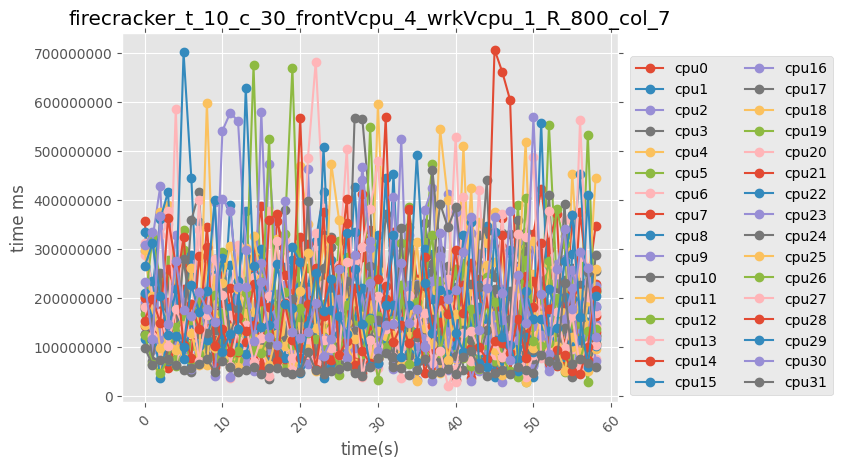 firecracker_t_10_c_30_frontVcpu_4_wrkVcpu_1_R_800_col_7
time ms
700000000
600000000
500000000
400000000
300000000
200000000
100000000
0
0
10
20
30
40
50
60
time(s)
cpu0
cpu1
cpu2
cpu3
cpu4
cpu5
cpu6
cpu7
cpu8
cpu9
cpu10
cpu11
cpu12
cpu13
cpu14
cpu15
cpu16
cpu17
cpu18
cpu19
cpu20
cpu21
cpu22
cpu23
cpu24
cpu25
cpu26
cpu27
cpu28
cpu29
cpu30
cpu31